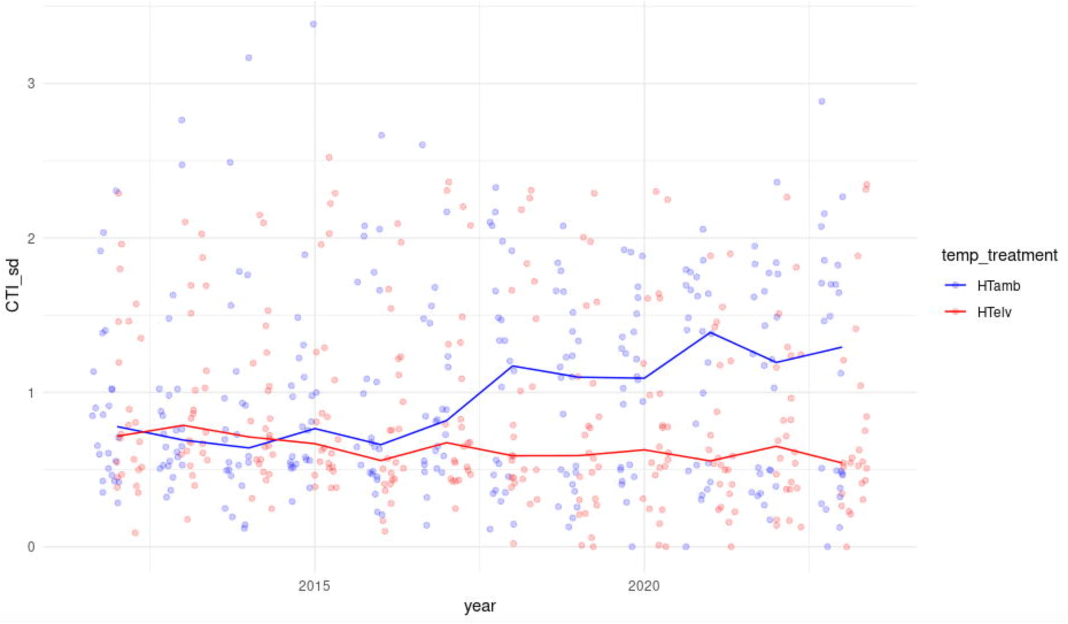 3
2
1
0
CTI_sd
2015 2020
year
temp_treatment
HTamb
HTelv